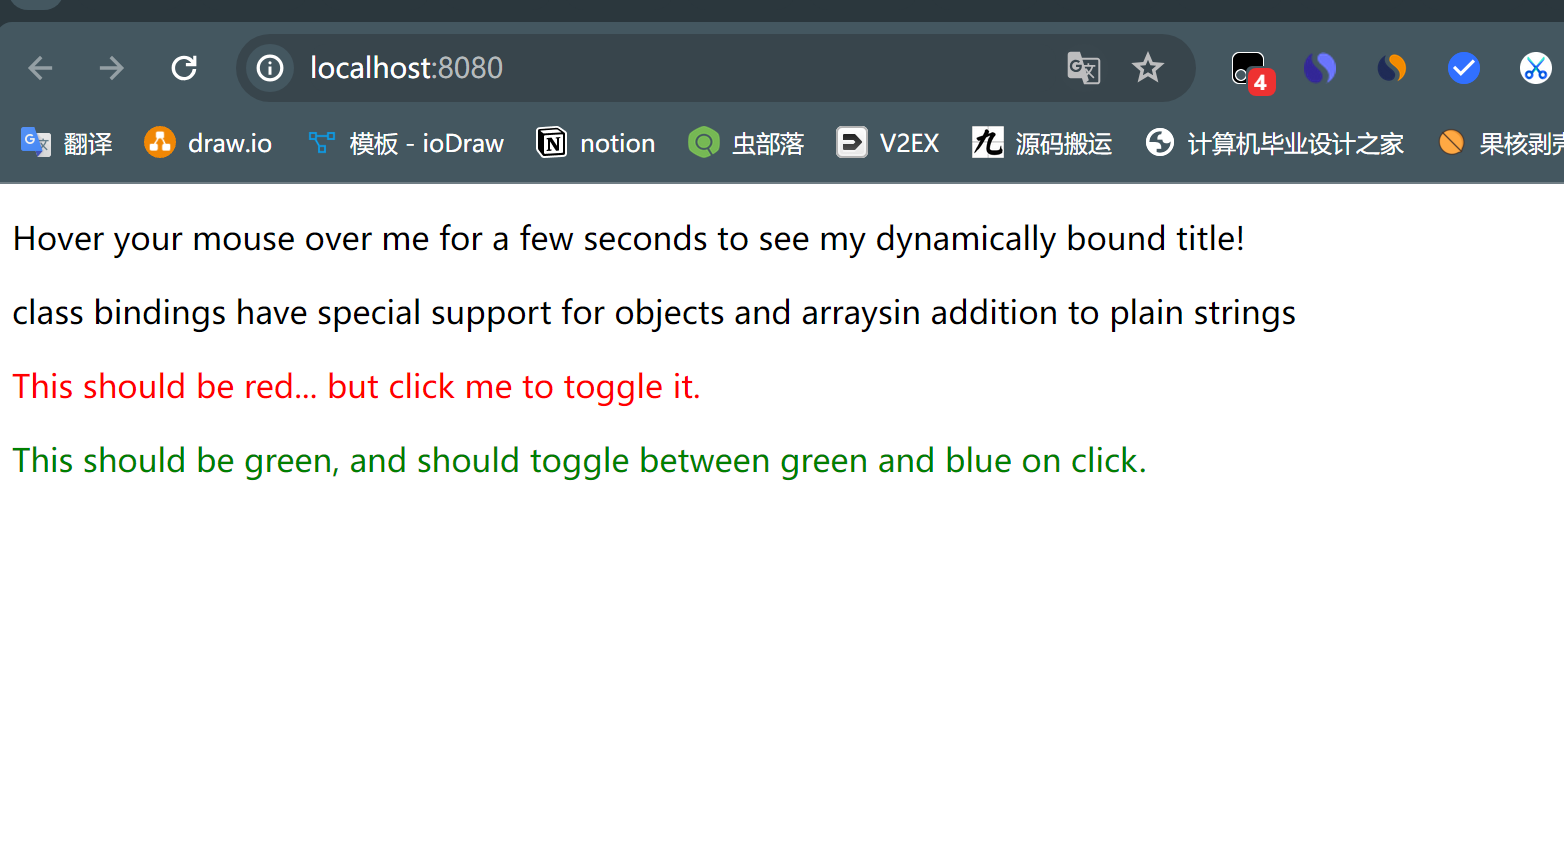 localhost:8080
4
翻译 draw.io 模板 - ioDraw notion 虫部落 V2EX 源码搬运 计算机毕业设计之家 果核剥壳
Hover your mouse over me for a few seconds to see my dynamically bound title!
class bindings have special support for objects and arraysin addition to plain strings
This should be red... but click me to toggle it.
This should be green, and should toggle between green and blue on click.